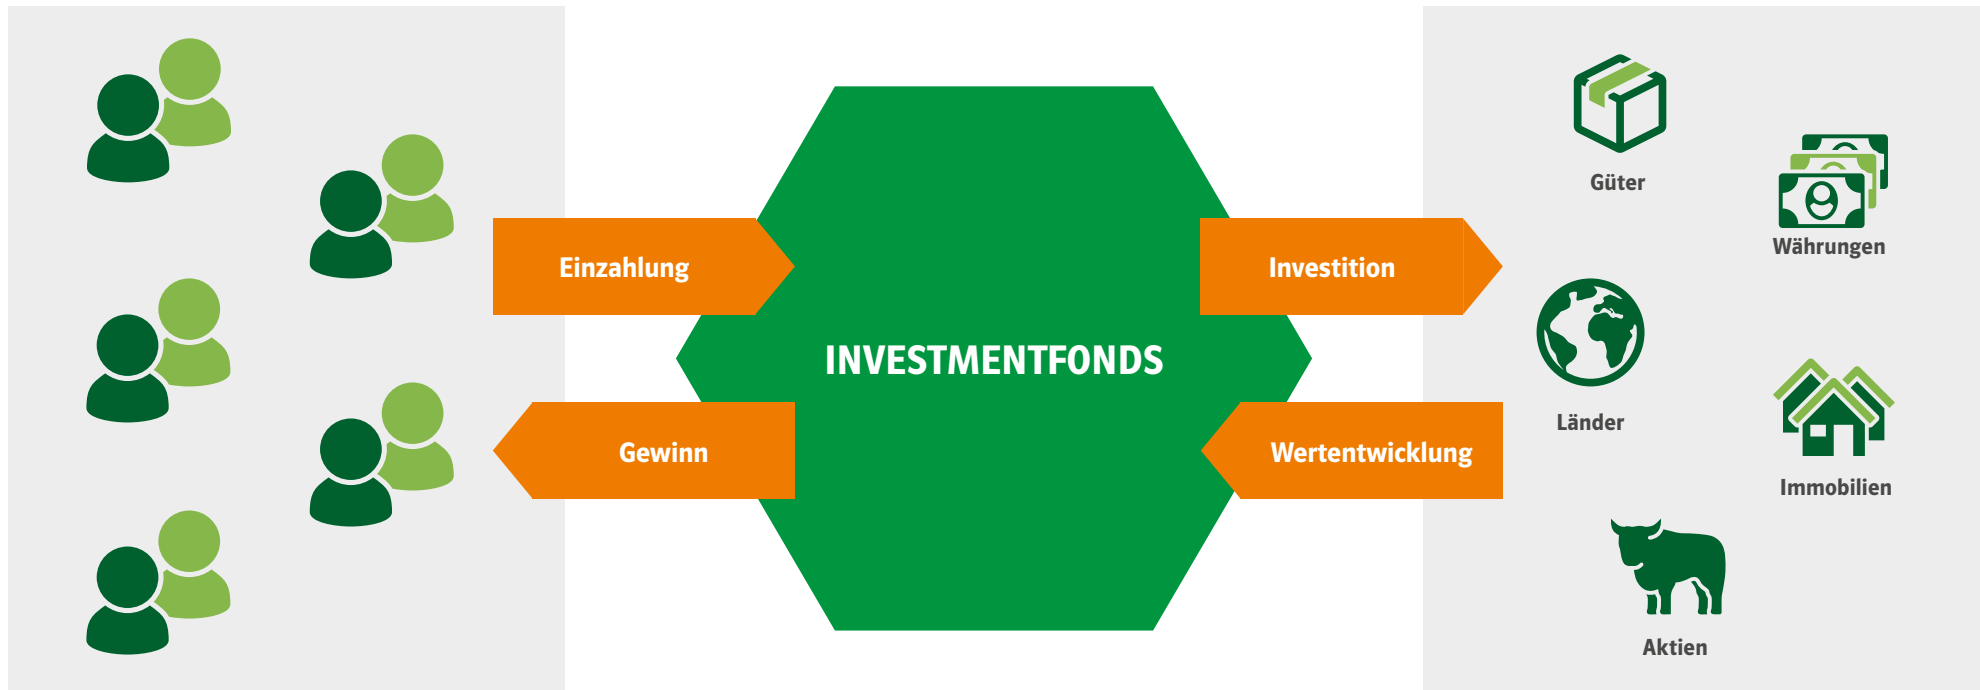 Einzahlung
Gewinn
INVESTMENTFONDS
Investition
Wertentwicklung
Güter
Währungen
Länder
Immobilien
Aktien